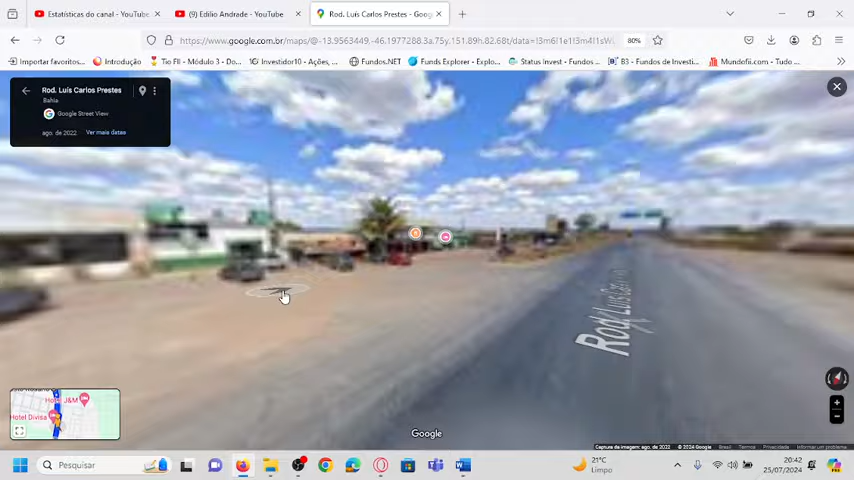 Estatísticas do canal - YouTube
(9) Edílio Andrade - YouTube
Rod. Luís Carlos Prestes - Goog
https://www.google.com.br/maps/@-13.9563449,-46.1977288,3a,75y,151.89h,82.68t/data=!3m6!1e1!3m4!1sW
80%
Importar favoritos...
Introdução
Tio FII - Módulo 3 - Do...
Investidor10 - Ações, ...
Fundos.NET
Funds Explorer - Explo...
Status Invest - Fundos ...
B3 - Fundos de Investi...
Mundofii.com - Tudo ...
Rod. Luís Carlos Prestes
Bahia
Google Street View
ago. de 2022
Ver mais datas
Rod. Luís
Hotel J&M
Hotel Divisa
Google
Captura da imagem: ago. de 2022
© 2024 Google
Brasil
Termos
Privacidade
Informar um problema
Pesquisar
21°C
Limpo
20:42
25/07/2024